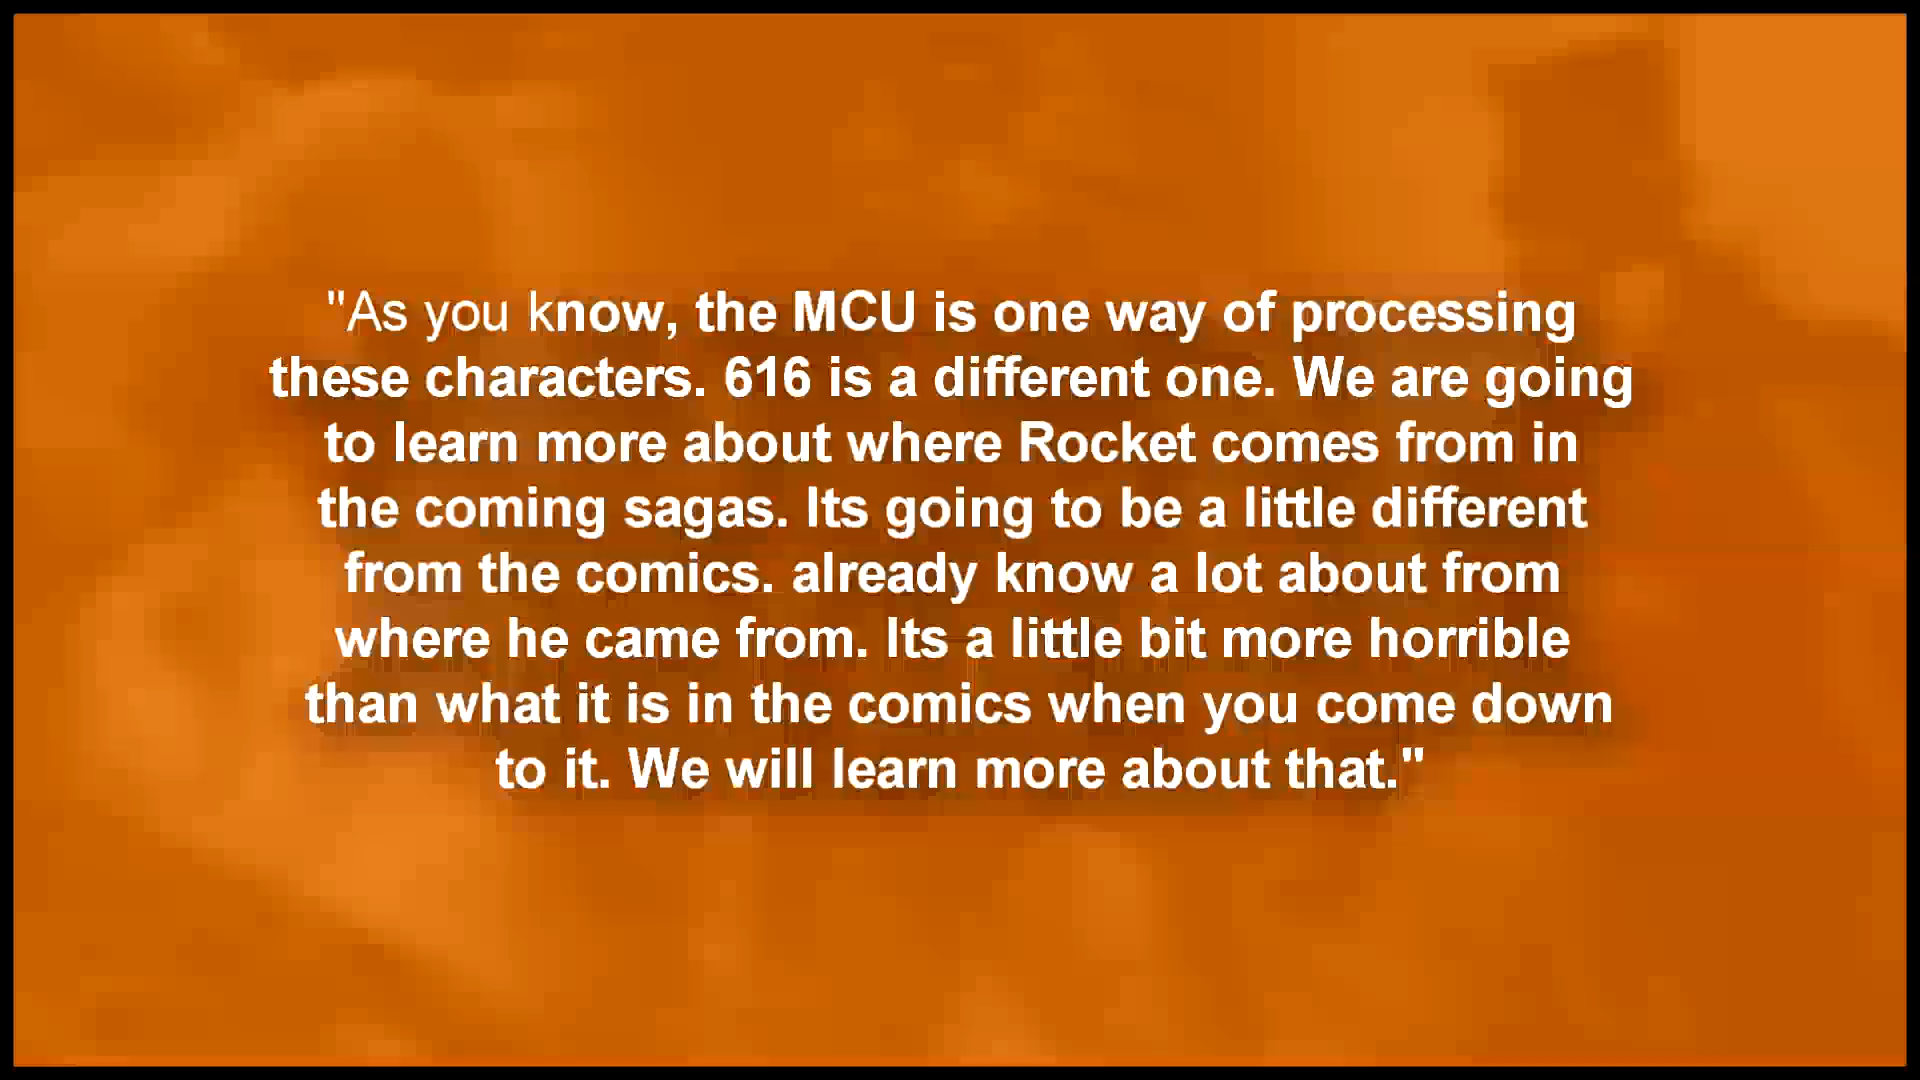 "As you know, the MCU is one way of processing
these characters. 616 is a different one. We are going
to learn more about where Rocket comes from in
the coming sagas. Its going to be a little different
from the comics. already know a lot about from
where he came from. Its a little bit more horrible
than what it is in the comics when you come down
to it. We will learn more about that."